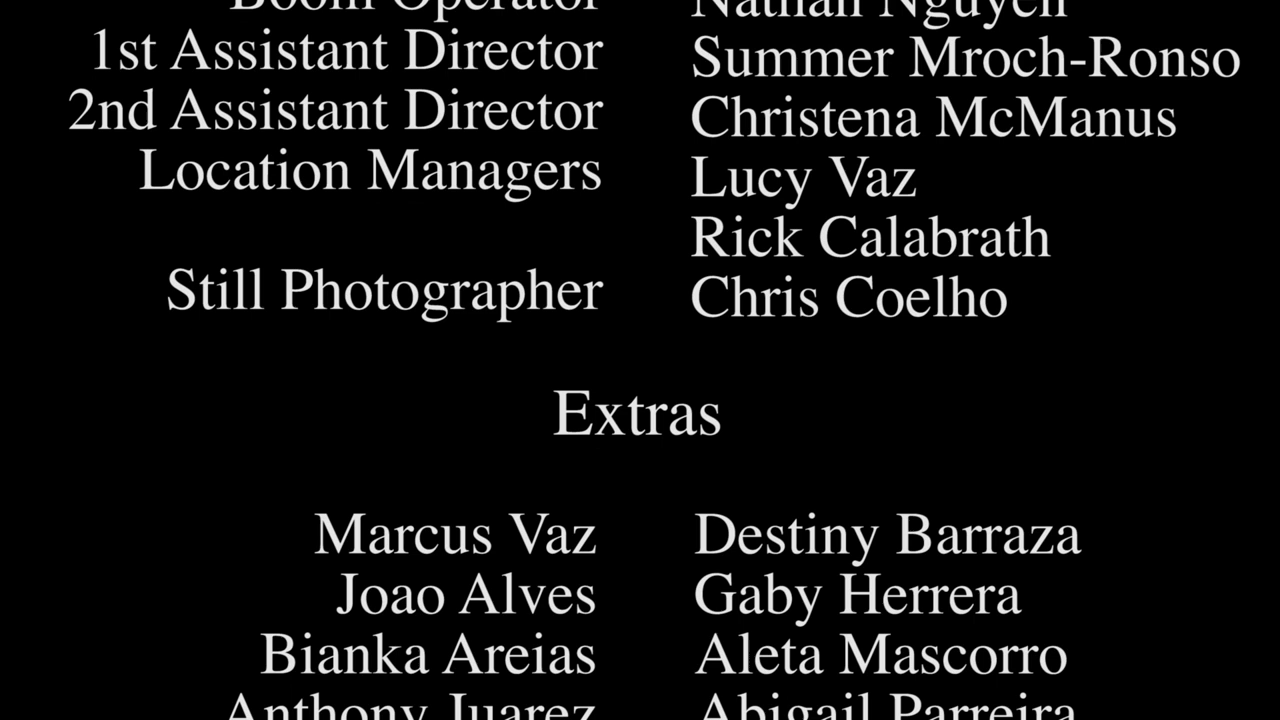 Boom Operator Nathan Nguyen
1st Assistant Director Summer Mroch-Ronso
2nd Assistant Director Christena McManus
Location Managers Lucy Vaz
Rick Calabrath
Still Photographer Chris Coelho
Extras
Marcus Vaz Destiny Barraza
Joao Alves Gaby Herrera
Bianka Areias Aleta Mascorro
Anthony Juarez Abigail Parreira